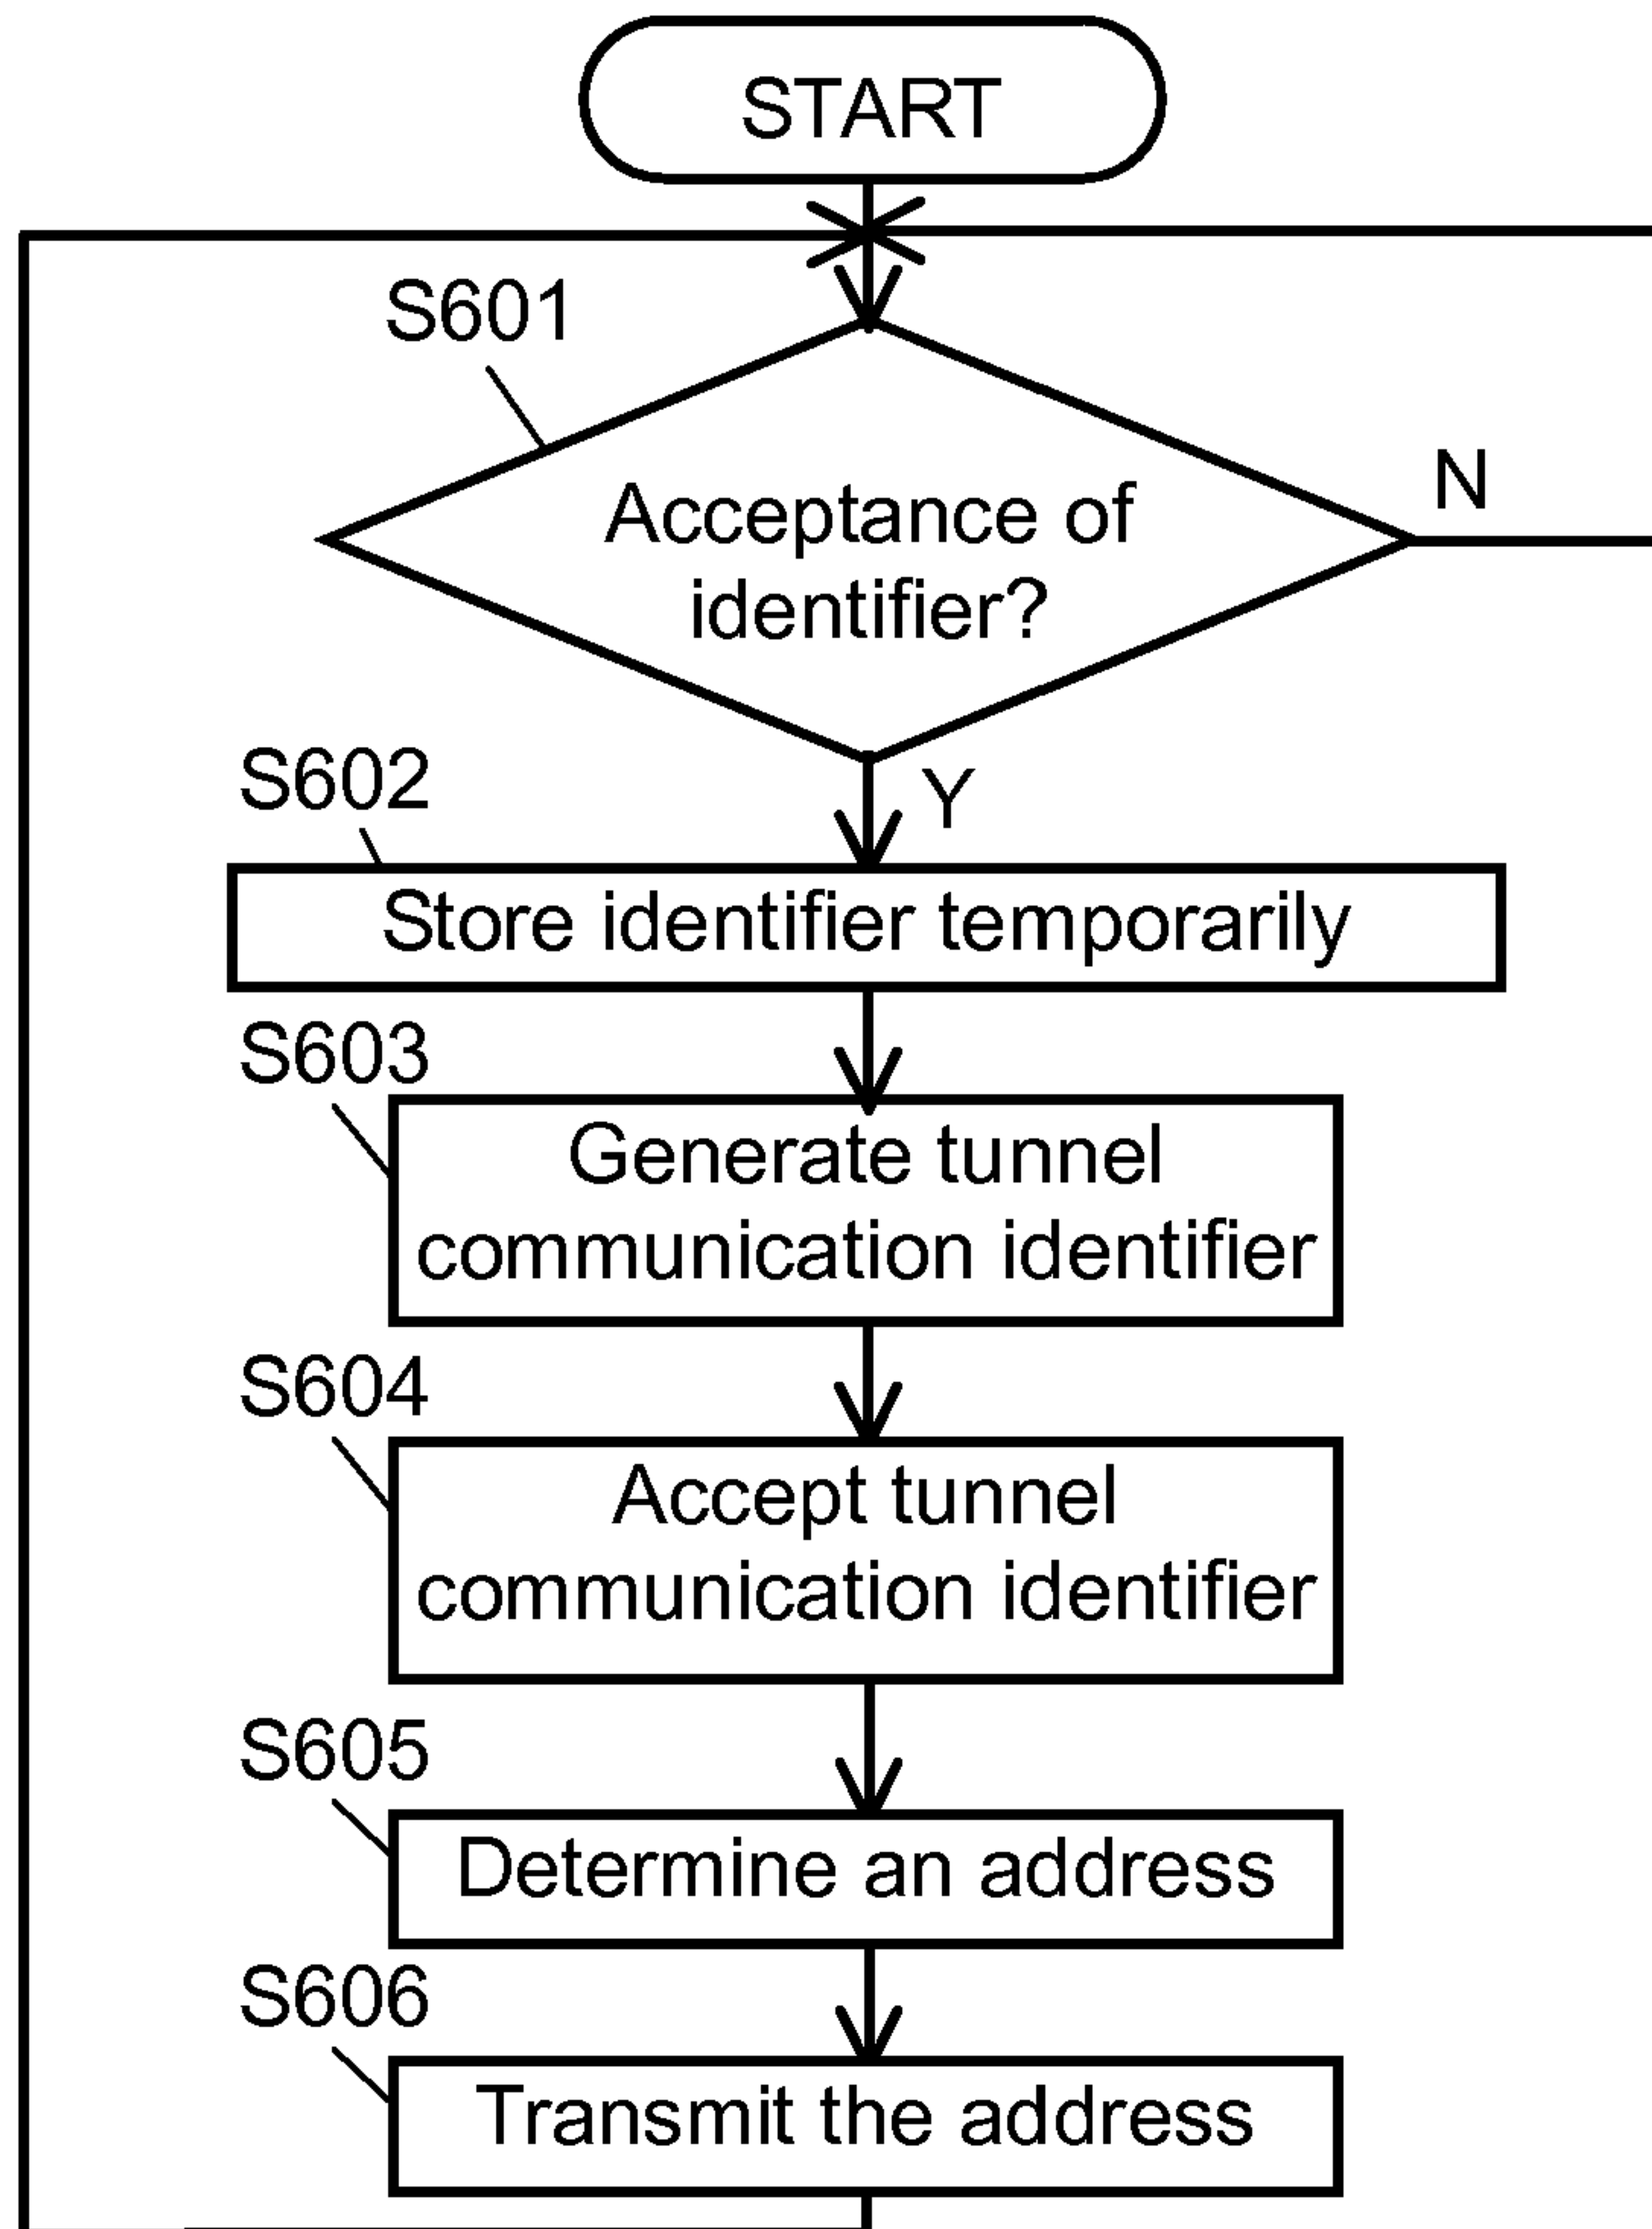 START
S601
Acceptance of
identifier?
N
Y
S602
Store identifier temporarily
S603
Generate tunnel
communication identifier
S604
Accept tunnel
communication identifier
S605
Determine an address
S606
Transmit the address